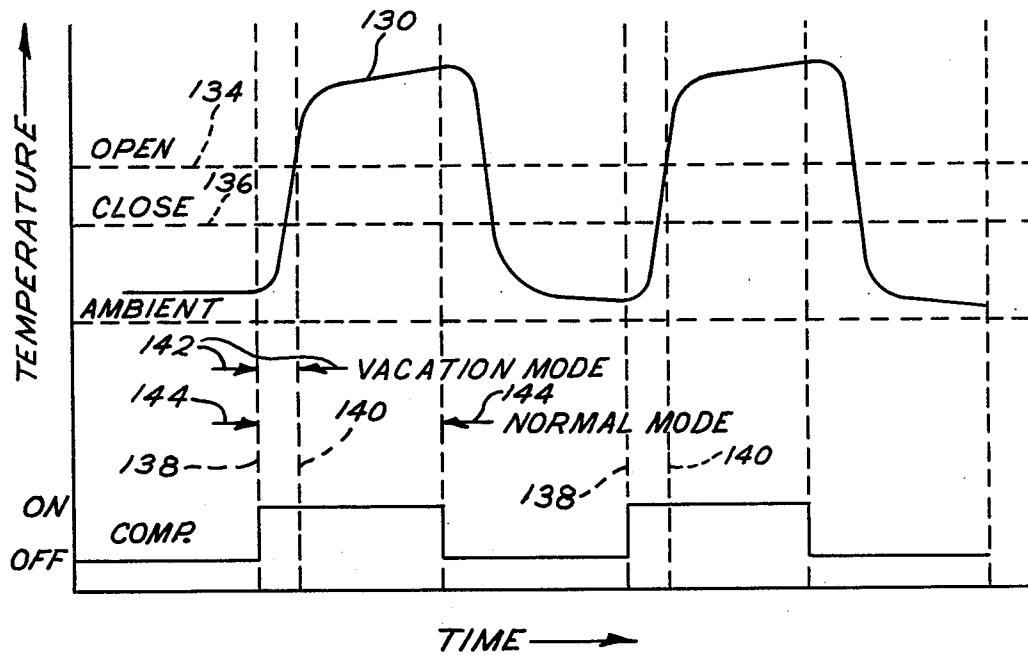 TEMPERATURE
130
134
OPEN
136
CLOSE
AMBIENT
142
VACATION MODE
144
144
NORMAL MODE
140
138
138
140
ON
COMP.
OFF
TIME